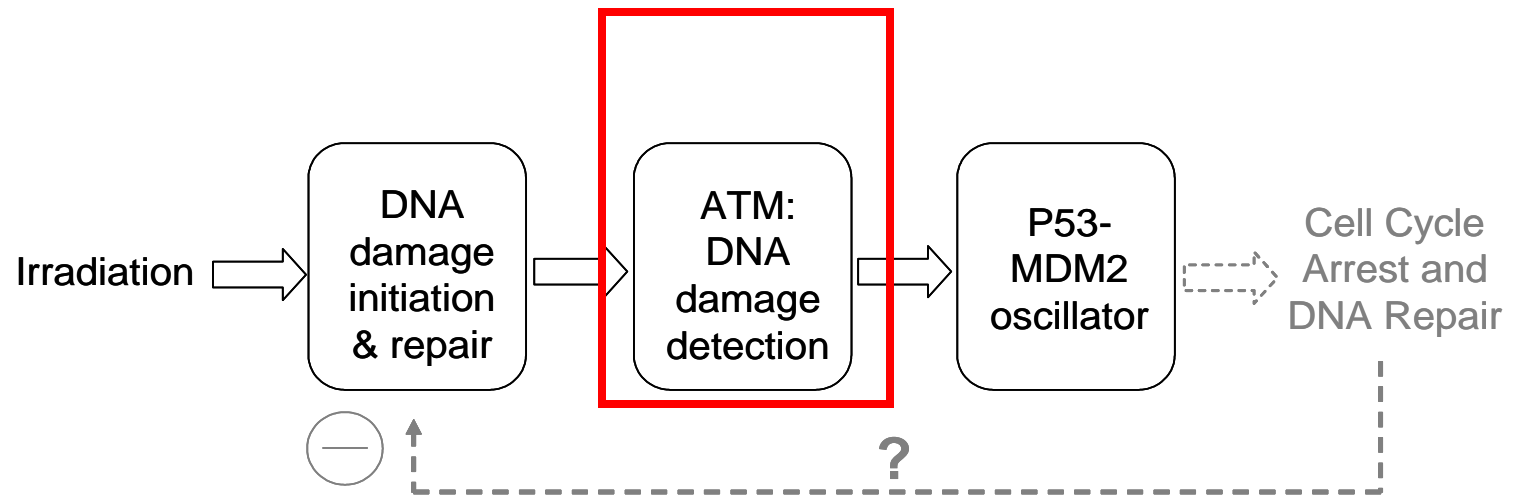 Irradiation
DNA
damage
initiation
& repair
ATM:
DNA
damage
detection
P53-
MDM2
oscillator
Cell Cycle
Arrest and
DNA Repair
?